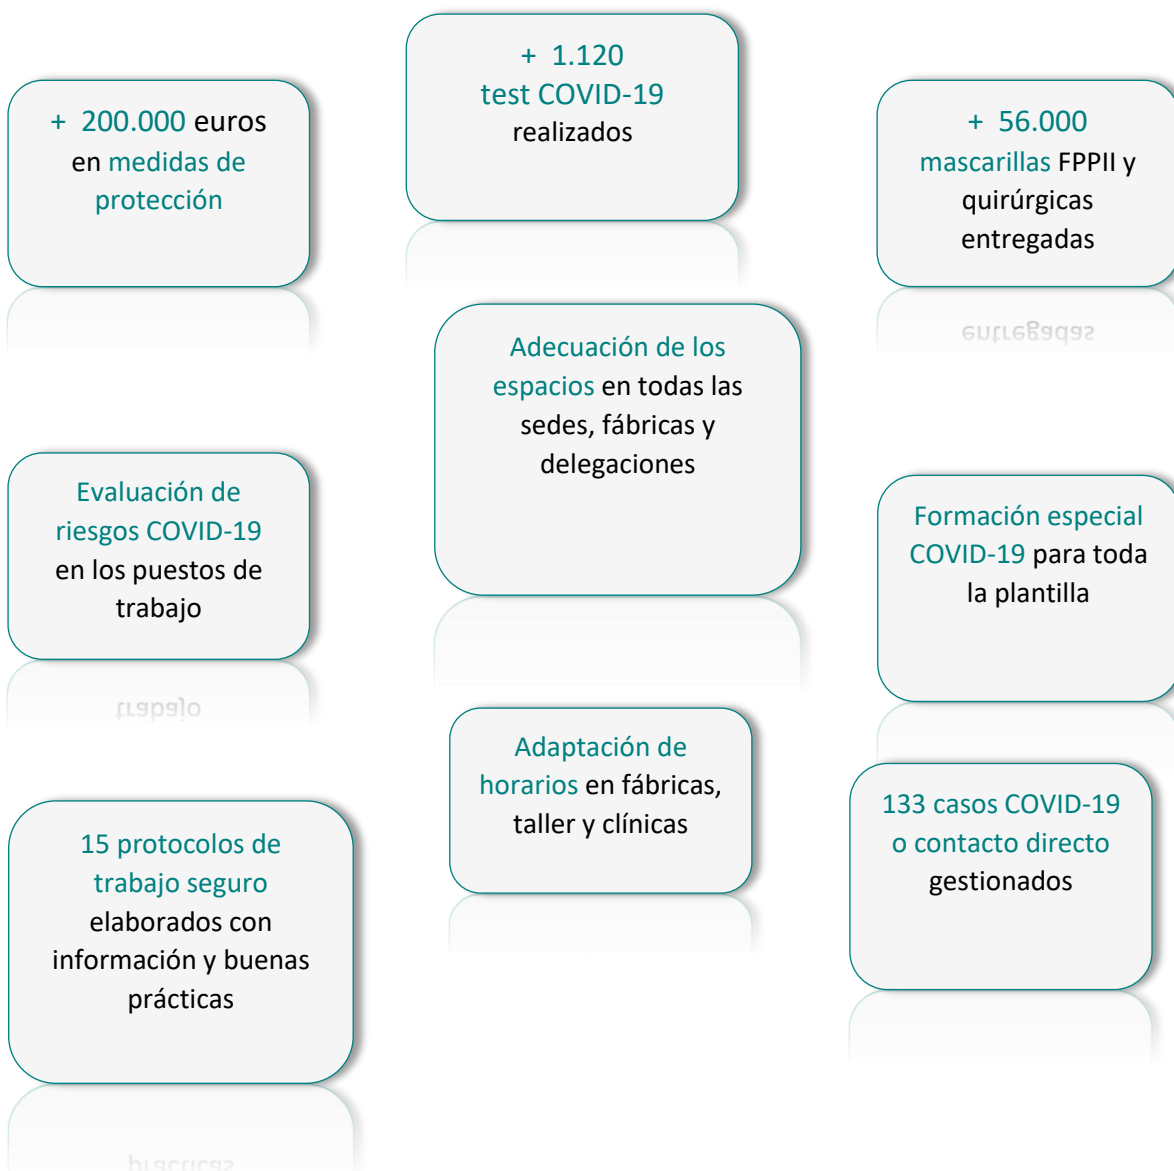 + 1.120
test COVID-19
realizados
+ 200.000 euros
en medidas de
protección
+ 56.000
mascarillas FPPII y
quirúrgicas
entregadas
Adecuación de los
espacios en todas las
sedes, fábricas y
delegaciones
Evaluación de
riesgos COVID-19
en los puestos de
trabajo
Formación especial
COVID-19 para toda
la plantilla
Adaptación de
horarios en fábricas,
taller y clínicas
133 casos COVID-19
o contacto directo
gestionados
15 protocolos de
trabajo seguro
elaborados con
información y buenas
prácticas